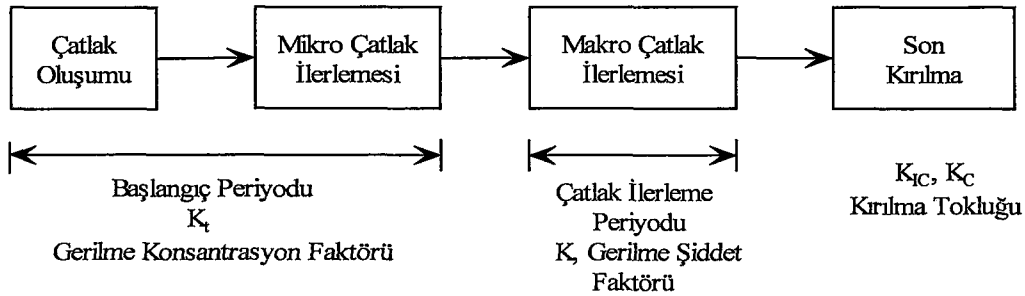 Çatlak
Oluşumu
Mikro Çatlak
İlerlemesi
Makro Çatlak
İlerlemesi
Son
Kırılma
Başlangıç Periyodu
Kt
Gerilme Konsantrasyon Faktörü
Çatlak İlerleme
Periyodu
K, Gerilme Şiddet
Faktörü
KIC, KC
Kırılma Tokluğu